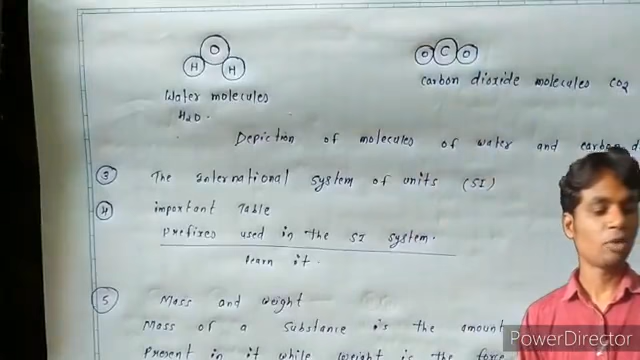 O
H H
O C O
Water molecules
H2O.
Carbon dioxide molecules CO2
Depiction of molecules of water and carbon d
③ The International System of units (SI)
④ important Table
Prefixes used in the SI system.
learn it.
⑤ Mass and weight
Mass of a Substance is the amount
Present in it while weight is the force
PowerDirector